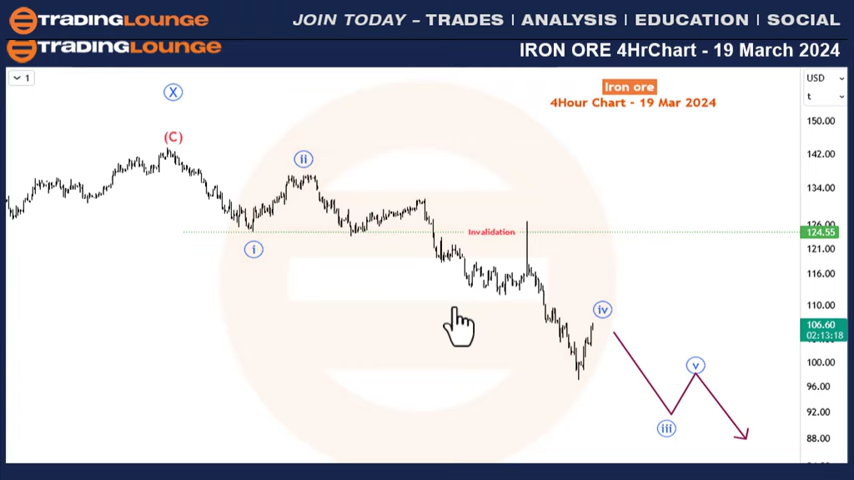 TRADINGLOUNGE
JOIN TODAY – TRADES | ANALYSIS | EDUCATION | SOCIAL
TRADINGLOUNGE
IRON ORE 4HrChart - 19 March 2024
1
Iron ore
4Hour Chart - 19 Mar 2024
USD
t
X
(C)
ii
i
Invalidation
iv
v
iii
150.00
142.00
134.00
126.00
124.55
121.00
116.00
110.00
106.60
02:13:18
100.00
96.00
92.00
88.00